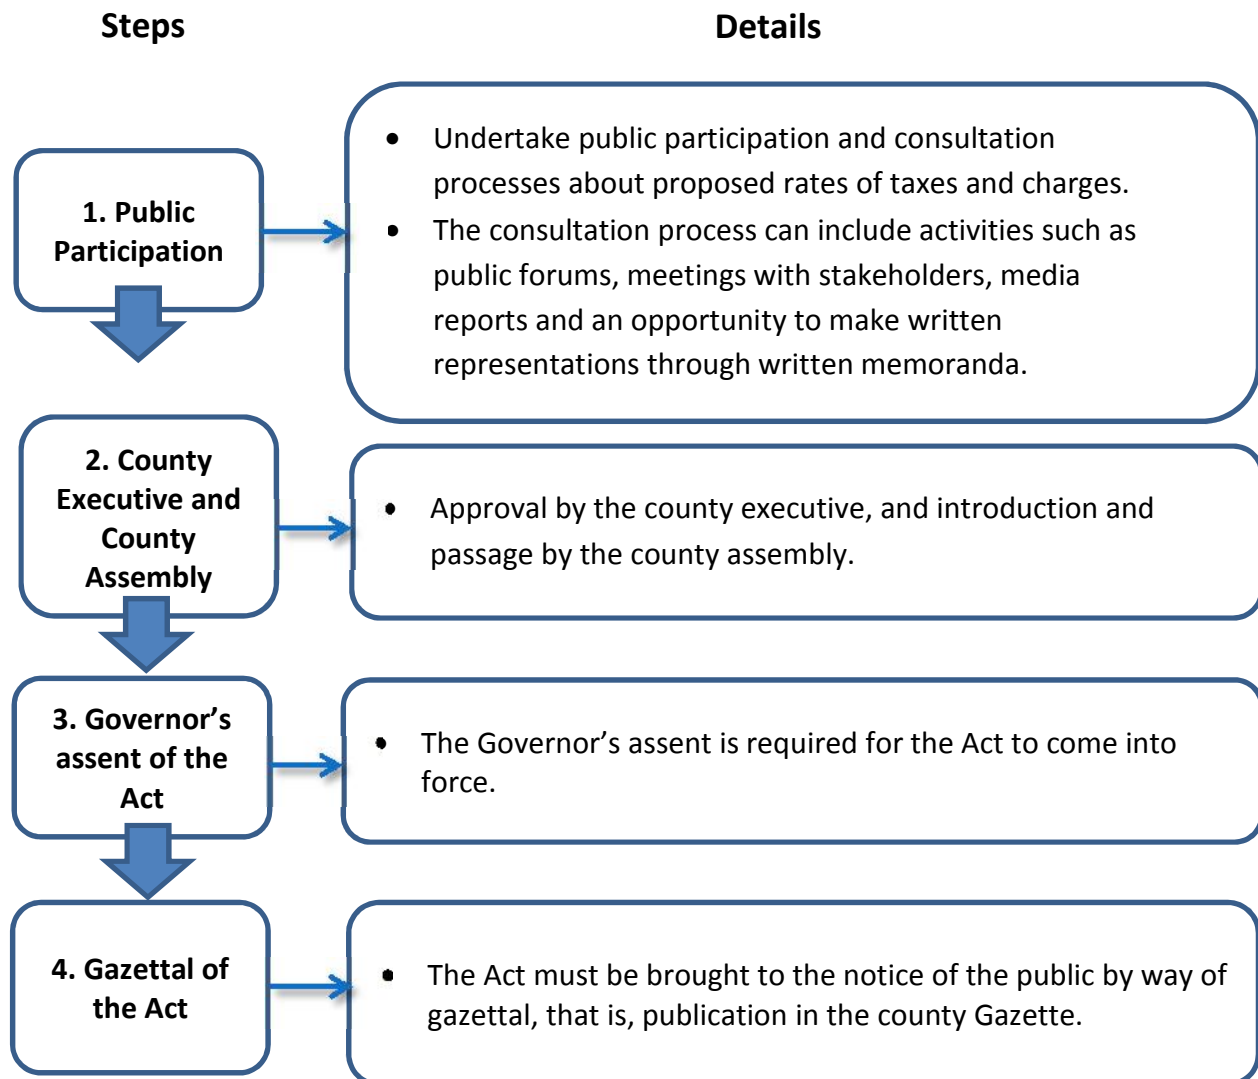 Steps
Details
1. Public
Participation
• Undertake public participation and consultation
processes about proposed rates of taxes and charges.
• The consultation process can include activities such as
public forums, meetings with stakeholders, media
reports and an opportunity to make written
representations through written memoranda.
2. County
Executive and
County
Assembly
• Approval by the county executive, and introduction and
passage by the county assembly.
3. Governor’s
assent of the
Act
• The Governor’s assent is required for the Act to come into
force.
4. Gazettal of
the Act
• The Act must be brought to the notice of the public by way of
gazettal, that is, publication in the county Gazette.